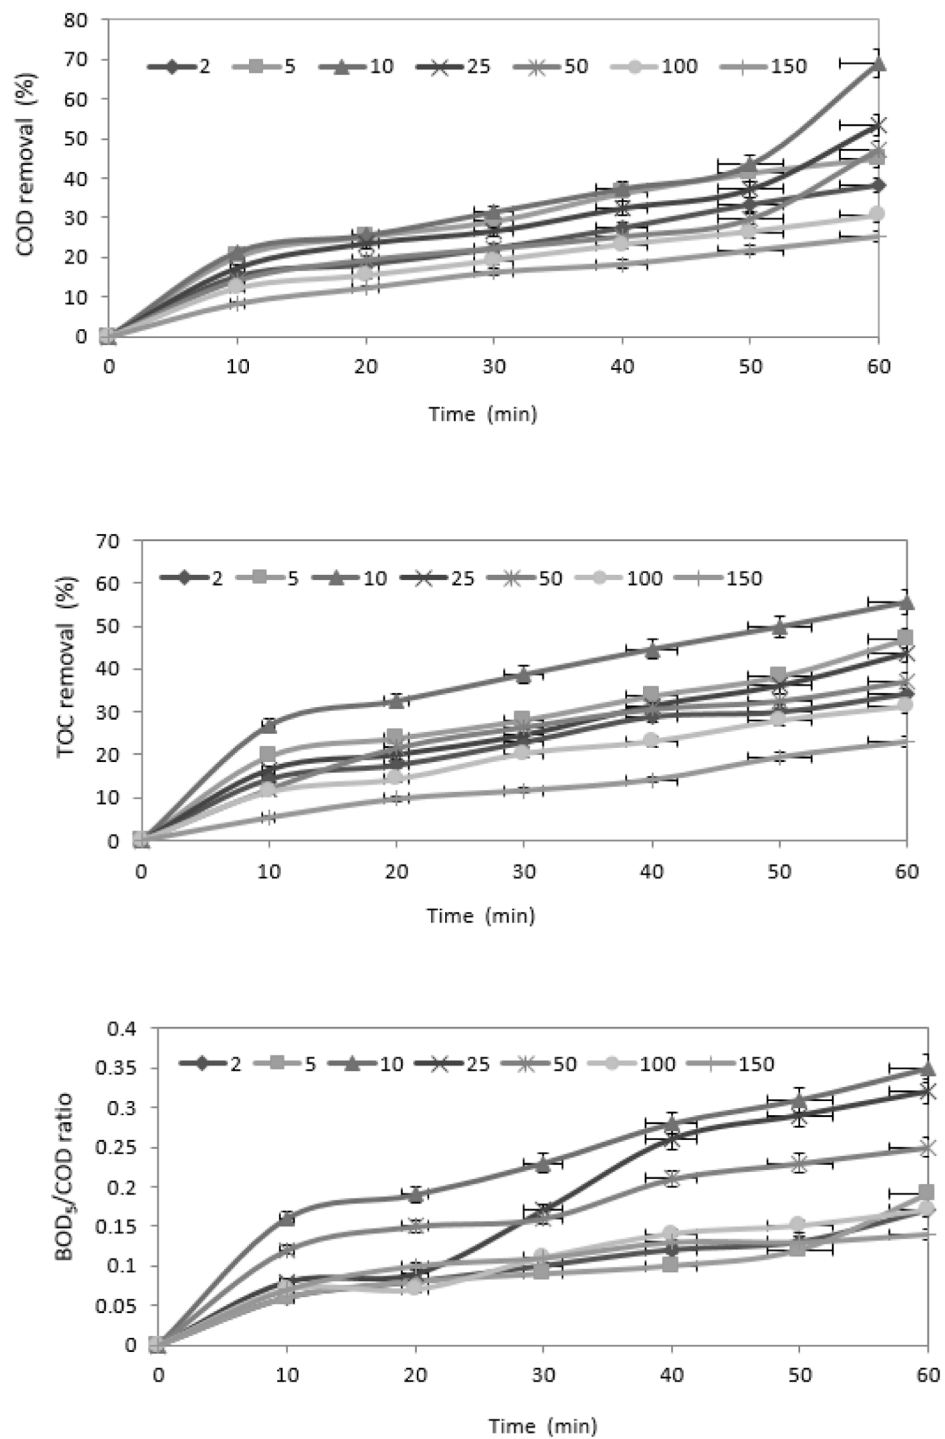 80
2 5 10 25 50 100 150
70
60
50
40
30
20
10
0
COD removal (%)
0 10 20 30 40 50 60
Time (min)
70
2 5 10 25 50 100 150
60
50
40
30
20
10
0
TOC removal (%)
0 10 20 30 40 50 60
Time (min)
0.4
2 5 10 25 50 100 150
0.35
0.3
0.25
0.2
0.15
0.1
0.05
0
BOD₅/COD ratio
0 10 20 30 40 50 60
Time (min)